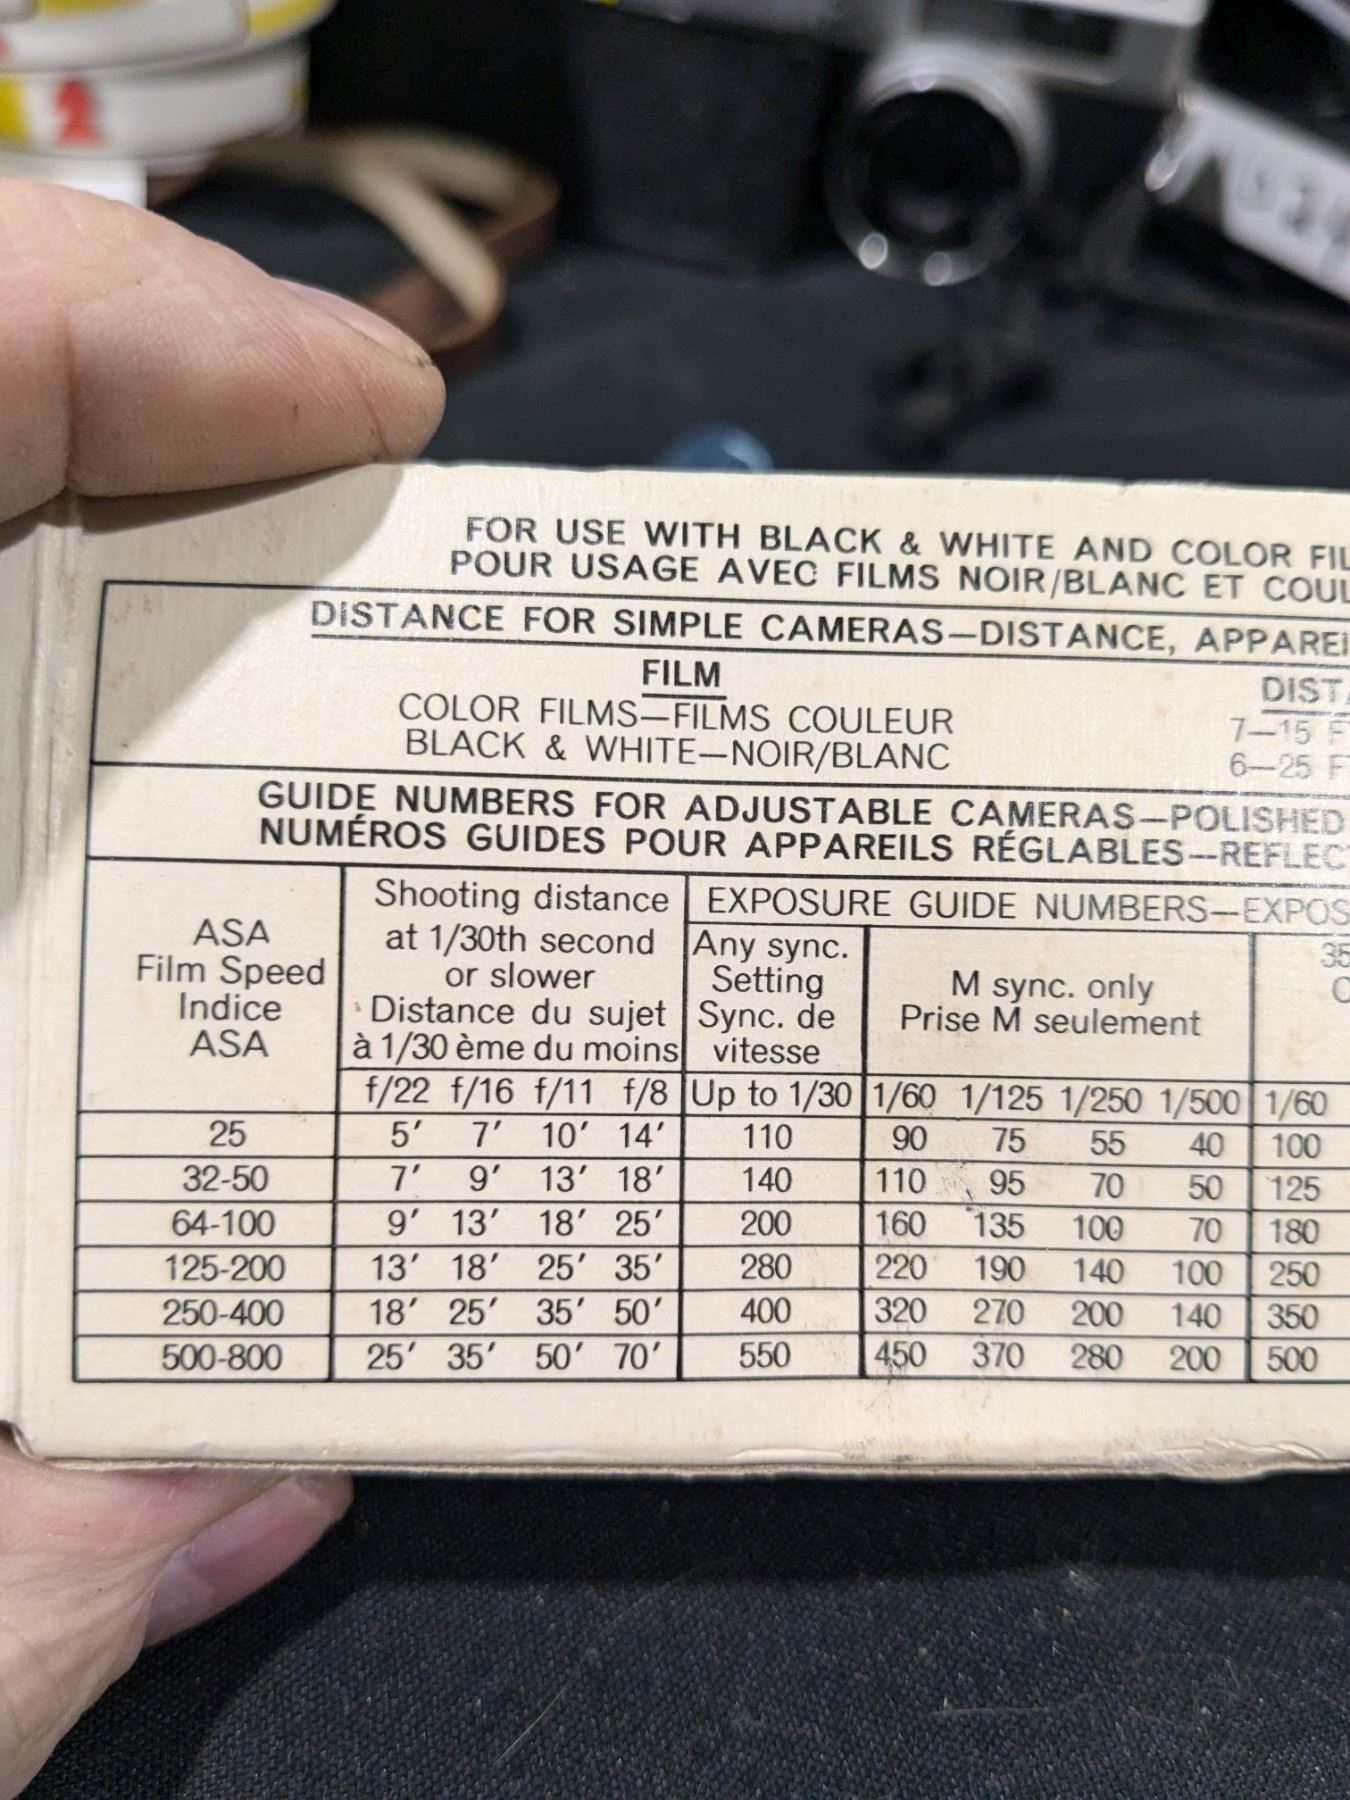 2
FOR USE WITH BLACK & WHITE AND COLOR FIL
POUR USAGE AVEC FILMS NOIR/BLANC ET COUL
DISTANCE FOR SIMPLE CAMERAS—DISTANCE, APPAREI
FILM DIST
COLOR FILMS—FILMS COULEUR 7—15 F
BLACK & WHITE—NOIR/BLANC 6—25 F
GUIDE NUMBERS FOR ADJUSTABLE CAMERAS—POLISHED
NUMÉROS GUIDES POUR APPAREILS RÉGLABLES—REFLEC
ASA
Film Speed
Indice
ASA
Shooting distance
at 1/30th second
or slower
Distance du sujet
à 1/30 ème du moins
EXPOSURE GUIDE NUMBERS—EXPOS
Any sync.
Setting
Sync. de
vitesse
M sync. only
Prise M seulement
35
f/22 f/16 f/11 f/8 Up to 1/30 1/60 1/125 1/250 1/500 1/60
25 5′ 7′ 10′ 14′ 110 90 75 55 40 100
32-50 7′ 9′ 13′ 18′ 140 110 95 70 50 125
64-100 9′ 13′ 18′ 25′ 200 160 135 100 70 180
125-200 13′ 18′ 25′ 35′ 280 220 190 140 100 250
250-400 18′ 25′ 35′ 50′ 400 320 270 200 140 350
500-800 25′ 35′ 50′ 70′ 550 450 370 280 200 500